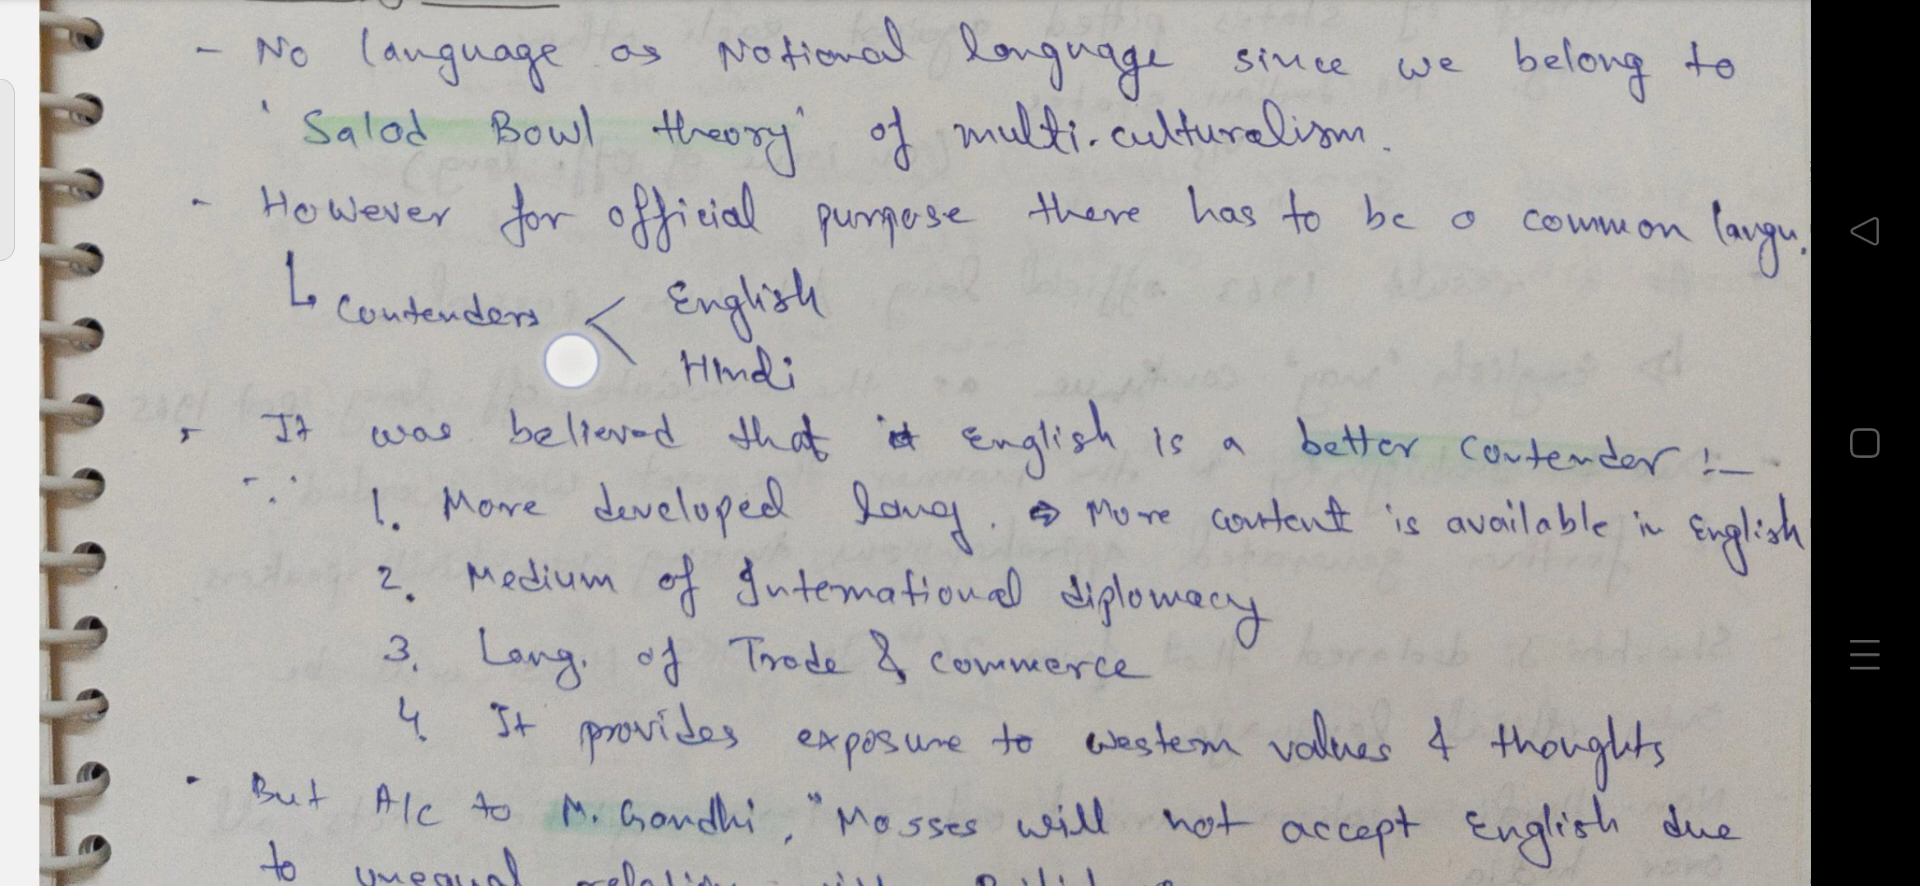 - No language as National language since we belong to
'Salad Bowl theory' of multi-culturalism.
- However for official purpose there has to be a common langu.
↳ Contenders < English
Hindi
- It was believed that English is a better contender :-
∵ 1. More developed lang. ⇒ More content is available in English
2. Medium of International diplomacy
3. Lang. of Trade & commerce
4. It provides exposure to western values & thoughts
- But A/c to M. Gandhi, "Masses will not accept English due
to unequal